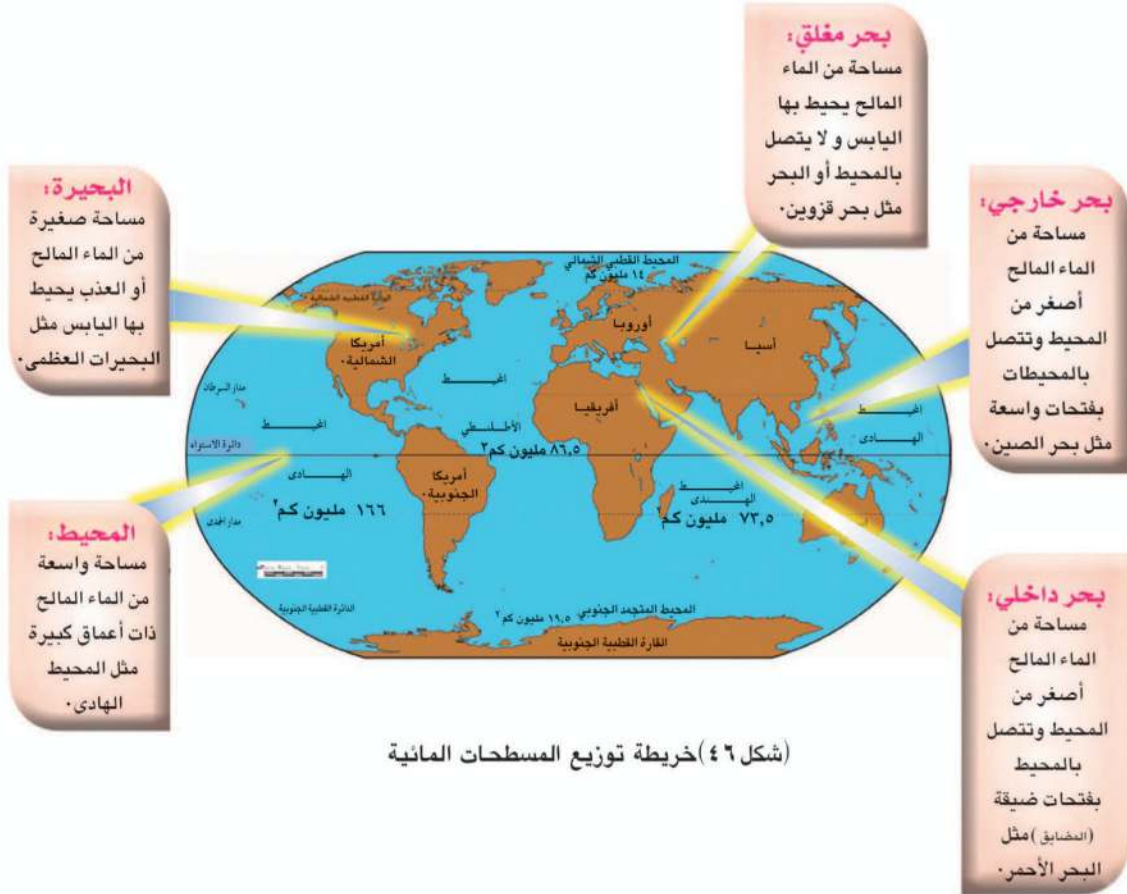 بحر مغلق:
مساحة من الماء
المالح يحيط بها
اليابس و لا يتصل
بالمحيط أو البحر
مثل بحر قزوين.
بحر خارجي:
مساحة من
الماء المالح
أصغر من
المحيط وتتصل
بالمحيطات
بفتحات واسعة
مثل بحر الصين.
البحيرة:
مساحة صغيرة
من الماء المالح
أو العذب يحيط
بها اليابس مثل
البحيرات العظمى.
المحيط القطبي الشمالي
١٤ مليون كم
أوروبا
آسيا
أمريكا
الشمالية.
مدار السرطان
المحيط
الأطلسطي
٨٦,٥ مليون كم٢
أفريقيا
المحيط
الهادى
دائرة الاستواء
المحيط
الهادى
١٦٦ مليون كم٢
أمريكا
الجنوبية.
المحيط
الهندى
٧٣,٥ مليون كم٢
مدار الجدى
الدائرة القطبية الجنوبية
المحيط المتجمد الجنوبي
١٩,٥ مليون كم٢
القارة القطبية الجنوبية
المحيط:
مساحة واسعة
من الماء المالح
ذات أعماق كبيرة
مثل المحيط
الهادى.
بحر داخلي:
مساحة من
الماء المالح
أصغر من
المحيط وتتصل
بالمحيط
بفتحات ضيقة
(المضايق) مثل
البحر الأحمر.
(شكل ٤٦) خريطة توزيع المسطحات المائية